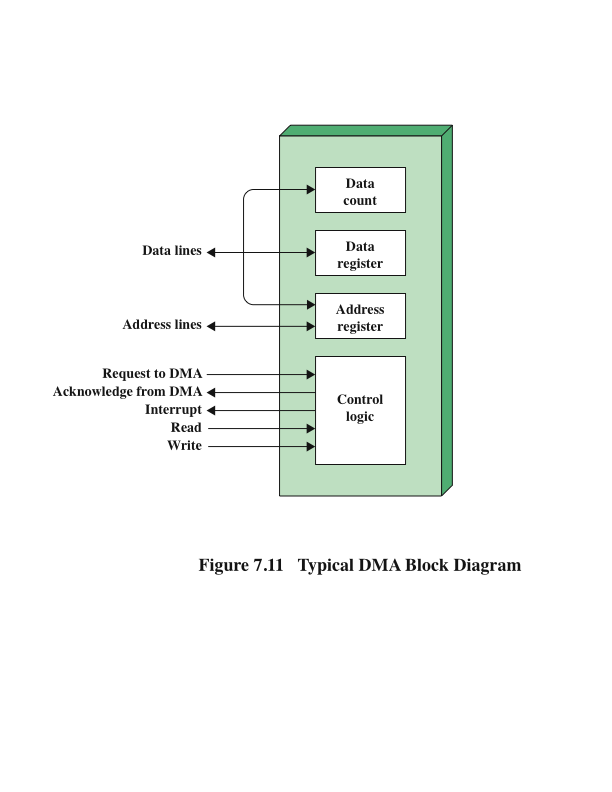 Data
count
Data lines
Data
register
Address
register
Address lines
Request to DMA
Acknowledge from DMA
Interrupt
Read
Write
Control
logic
Figure 7.11 Typical DMA Block Diagram